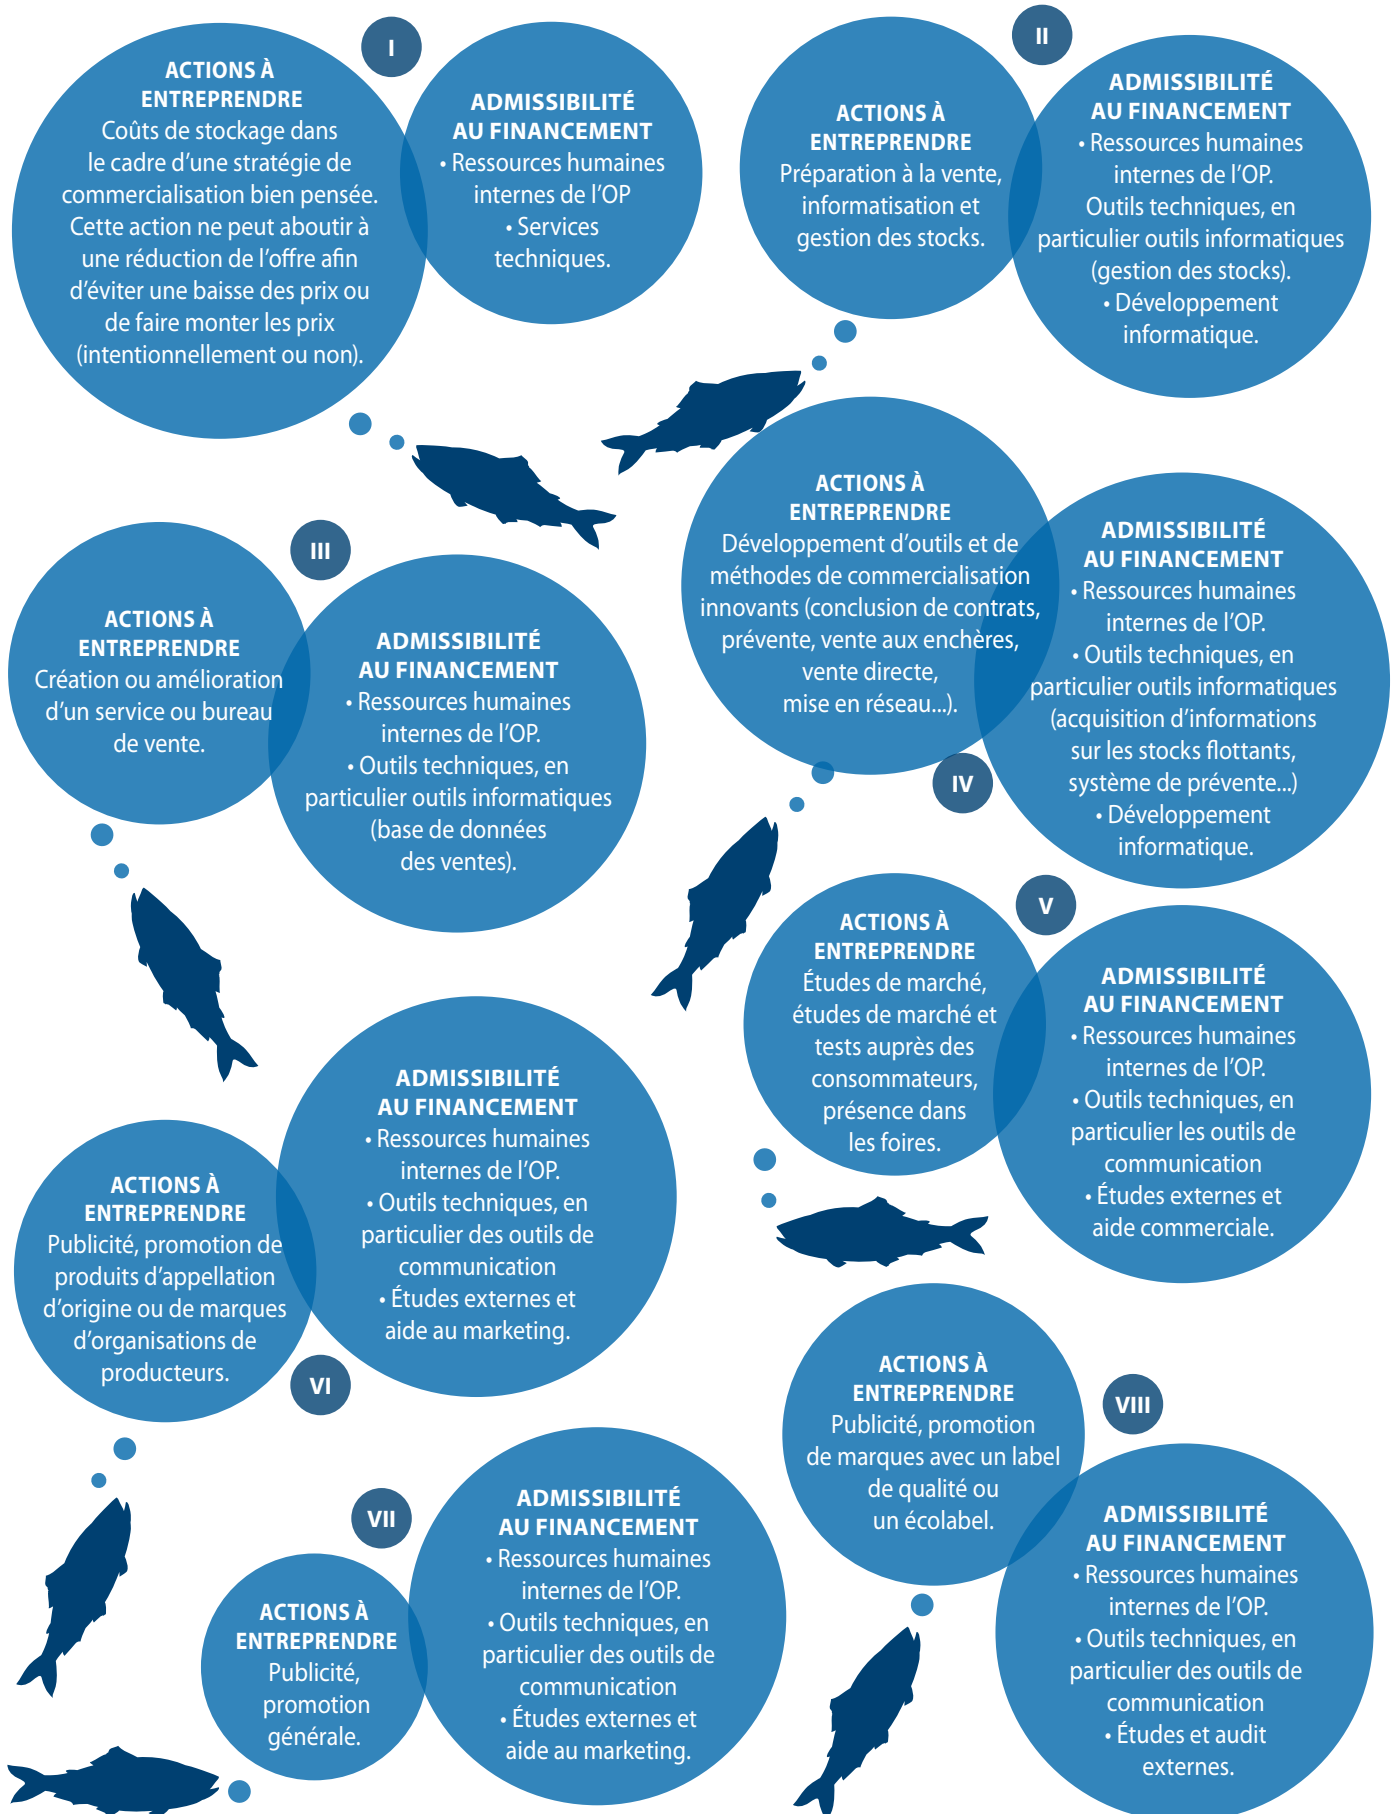 I
ACTIONS À
ENTREPRENDRE
Coûts de stockage dans
le cadre d’une stratégie de
commercialisation bien pensée.
Cette action ne peut aboutir à
une réduction de l’offre afin
d’éviter une baisse des prix ou
de faire monter les prix
(intentionnellement ou non).
ADMISSIBILITÉ
AU FINANCEMENT
• Ressources humaines
internes de l’OP
• Services
techniques.
II
ACTIONS À
ENTREPRENDRE
Préparation à la vente,
informatisation et
gestion des stocks.
ADMISSIBILITÉ
AU FINANCEMENT
• Ressources humaines
internes de l’OP.
Outils techniques, en
particulier outils informatiques
(gestion des stocks).
• Développement
informatique.
III
ACTIONS À
ENTREPRENDRE
Création ou amélioration
d’un service ou bureau
de vente.
ADMISSIBILITÉ
AU FINANCEMENT
• Ressources humaines
internes de l’OP.
• Outils techniques, en
particulier outils informatiques
(base de données
des ventes).
ACTIONS À
ENTREPRENDRE
Développement d’outils et de
méthodes de commercialisation
innovants (conclusion de contrats,
prévente, vente aux enchères,
vente directe,
mise en réseau...).
IV
ADMISSIBILITÉ
AU FINANCEMENT
• Ressources humaines
internes de l’OP.
• Outils techniques, en
particulier outils informatiques
(acquisition d’informations
sur les stocks flottants,
système de prévente...)
• Développement
informatique.
V
ACTIONS À
ENTREPRENDRE
Études de marché,
études de marché et
tests auprès des
consommateurs,
présence dans
les foires.
ADMISSIBILITÉ
AU FINANCEMENT
• Ressources humaines
internes de l’OP.
• Outils techniques, en
particulier les outils de
communication
• Études externes et
aide commerciale.
ACTIONS À
ENTREPRENDRE
Publicité, promotion de
produits d’appellation
d’origine ou de marques
d’organisations de
producteurs.
VI
ADMISSIBILITÉ
AU FINANCEMENT
• Ressources humaines
internes de l’OP.
• Outils techniques, en
particulier des outils de
communication
• Études externes et
aide au marketing.
VII
ACTIONS À
ENTREPRENDRE
Publicité,
promotion
générale.
ADMISSIBILITÉ
AU FINANCEMENT
• Ressources humaines
internes de l’OP.
• Outils techniques, en
particulier des outils de
communication
• Études externes et
aide au marketing.
VIII
ACTIONS À
ENTREPRENDRE
Publicité, promotion
de marques avec un label
de qualité ou
un écolabel.
ADMISSIBILITÉ
AU FINANCEMENT
• Ressources humaines
internes de l’OP.
• Outils techniques, en
particulier des outils de
communication
• Études et audit
externes.